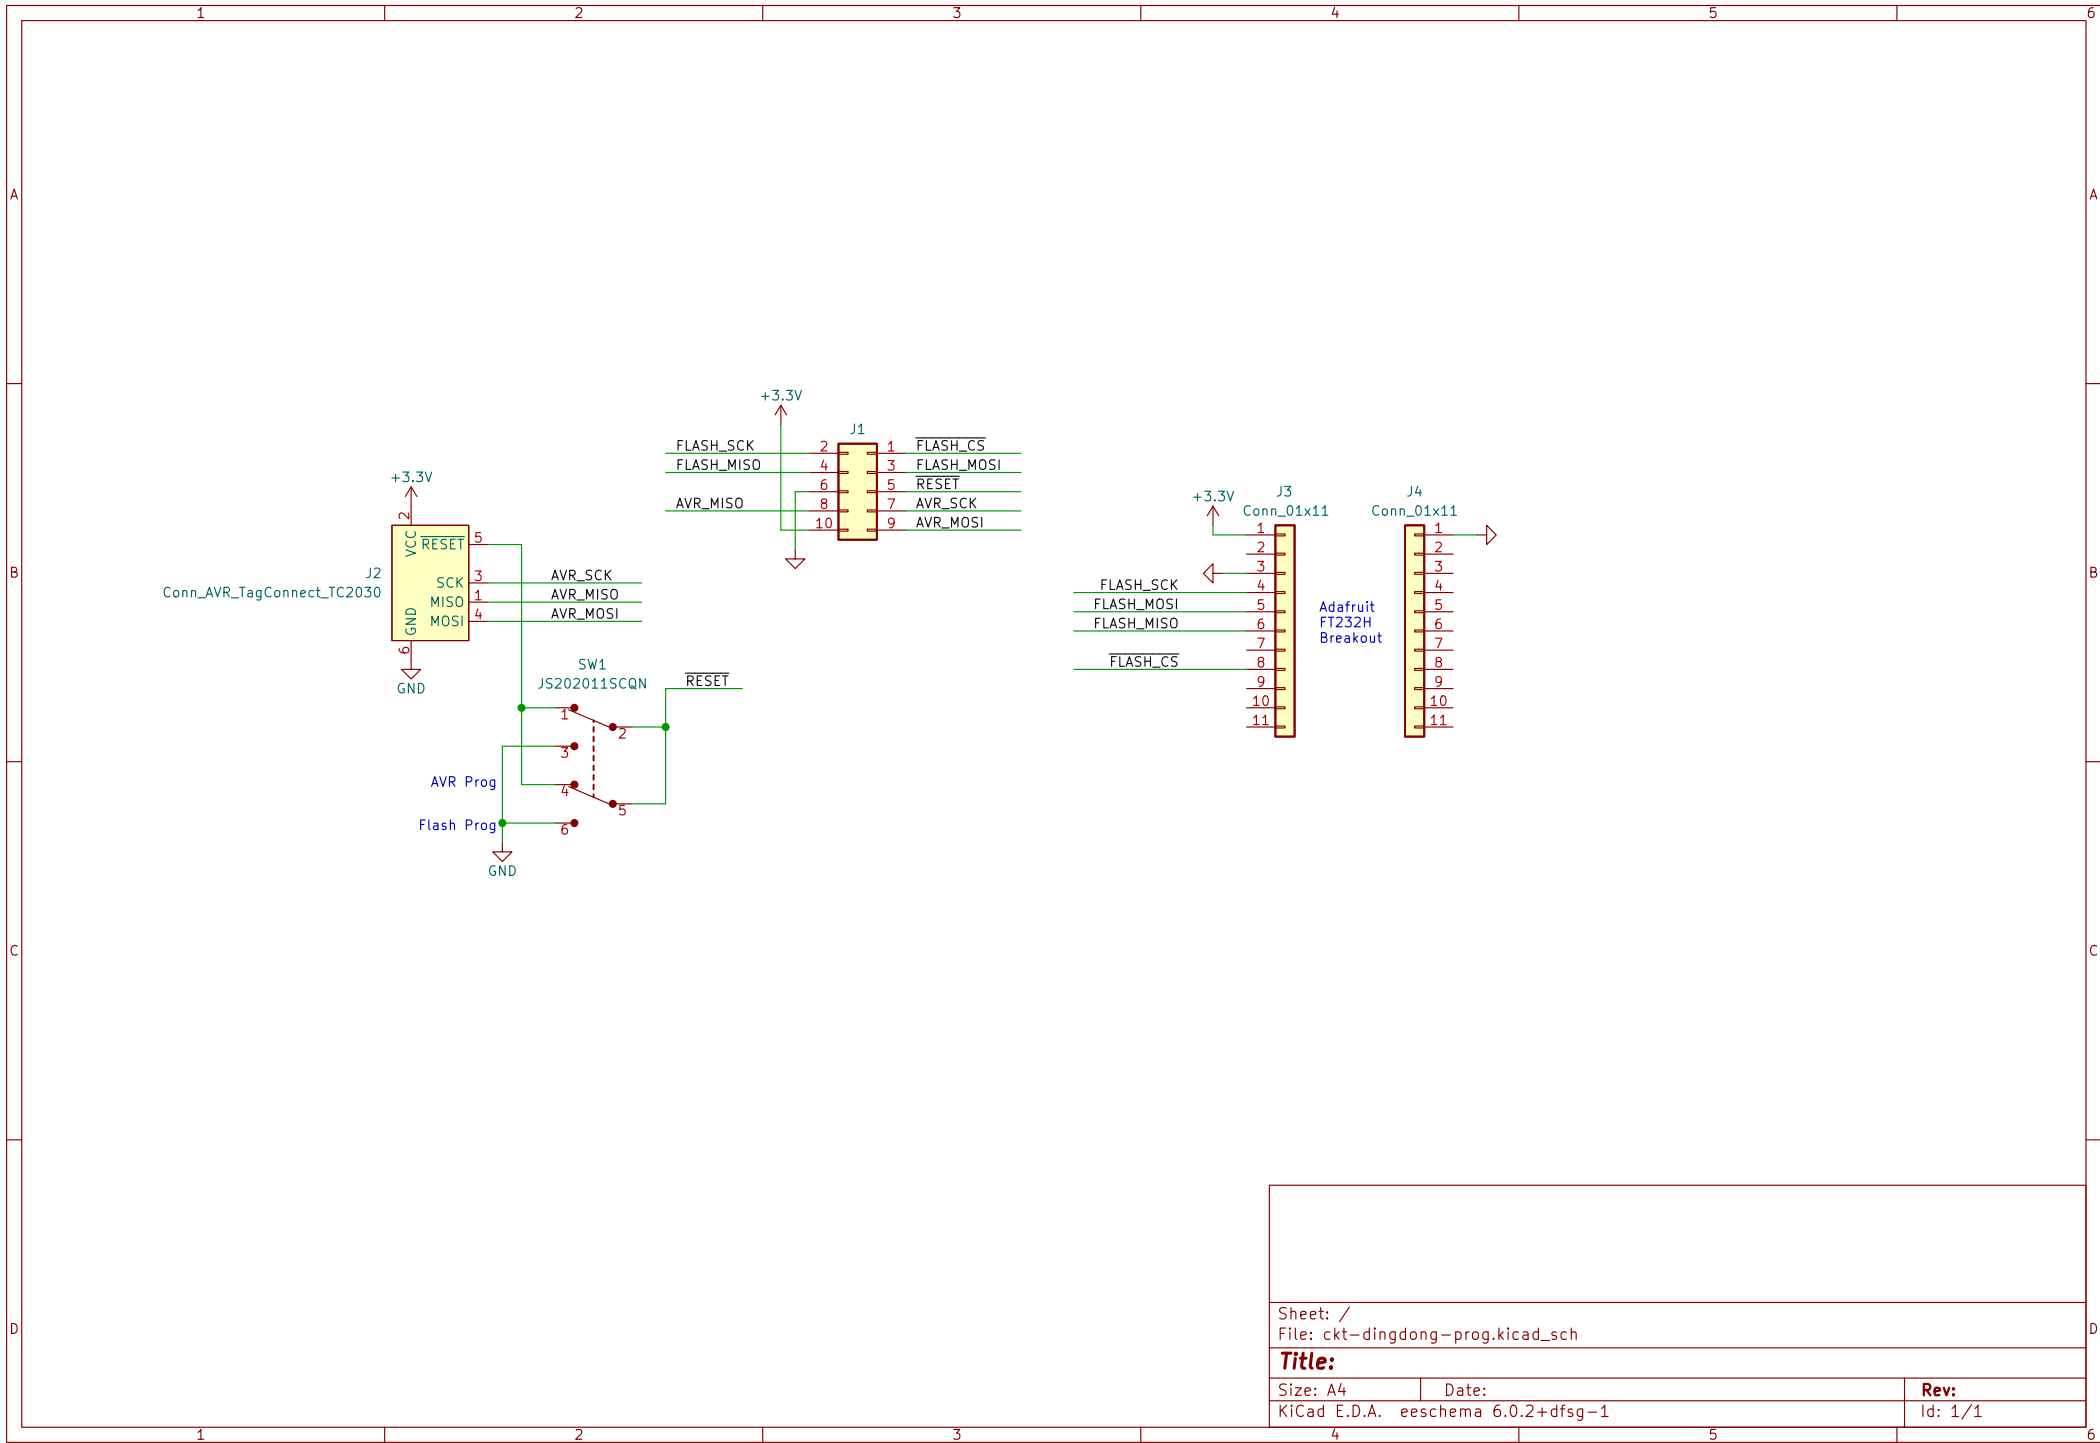 1 2 3 4 5 6
A A
B B
C C
D D
+3.3V
J1
FLASH_SCK 2 1 FLASH_CS
FLASH_MISO 4 3 FLASH_MOSI
6 5 RESET
AVR_MISO 8 7 AVR_SCK
10 9 AVR_MOSI
+3.3V
2
VCC RESET 5
J2
Conn_AVR_TagConnect_TC2030
SCK 3 AVR_SCK
MISO 1 AVR_MISO
MOSI 4 AVR_MOSI
GND
6
GND
SW1
JS202011SCQN
RESET
1
2
3
4
5
6
AVR Prog
Flash Prog
GND
+3.3V
J3
Conn_01x11
1
2
3
FLASH_SCK 4
FLASH_MOSI 5
FLASH_MISO 6
7
FLASH_CS 8
9
10
11
Adafruit
FT232H
Breakout
J4
Conn_01x11
1
2
3
4
5
6
7
8
9
10
11
Sheet: /
File: ckt-dingdong-prog.kicad_sch
Title:
Size: A4 Date: Rev:
KiCad E.D.A. eeschema 6.0.2+dfsg-1 Id: 1/1
1 2 3 4 5 6